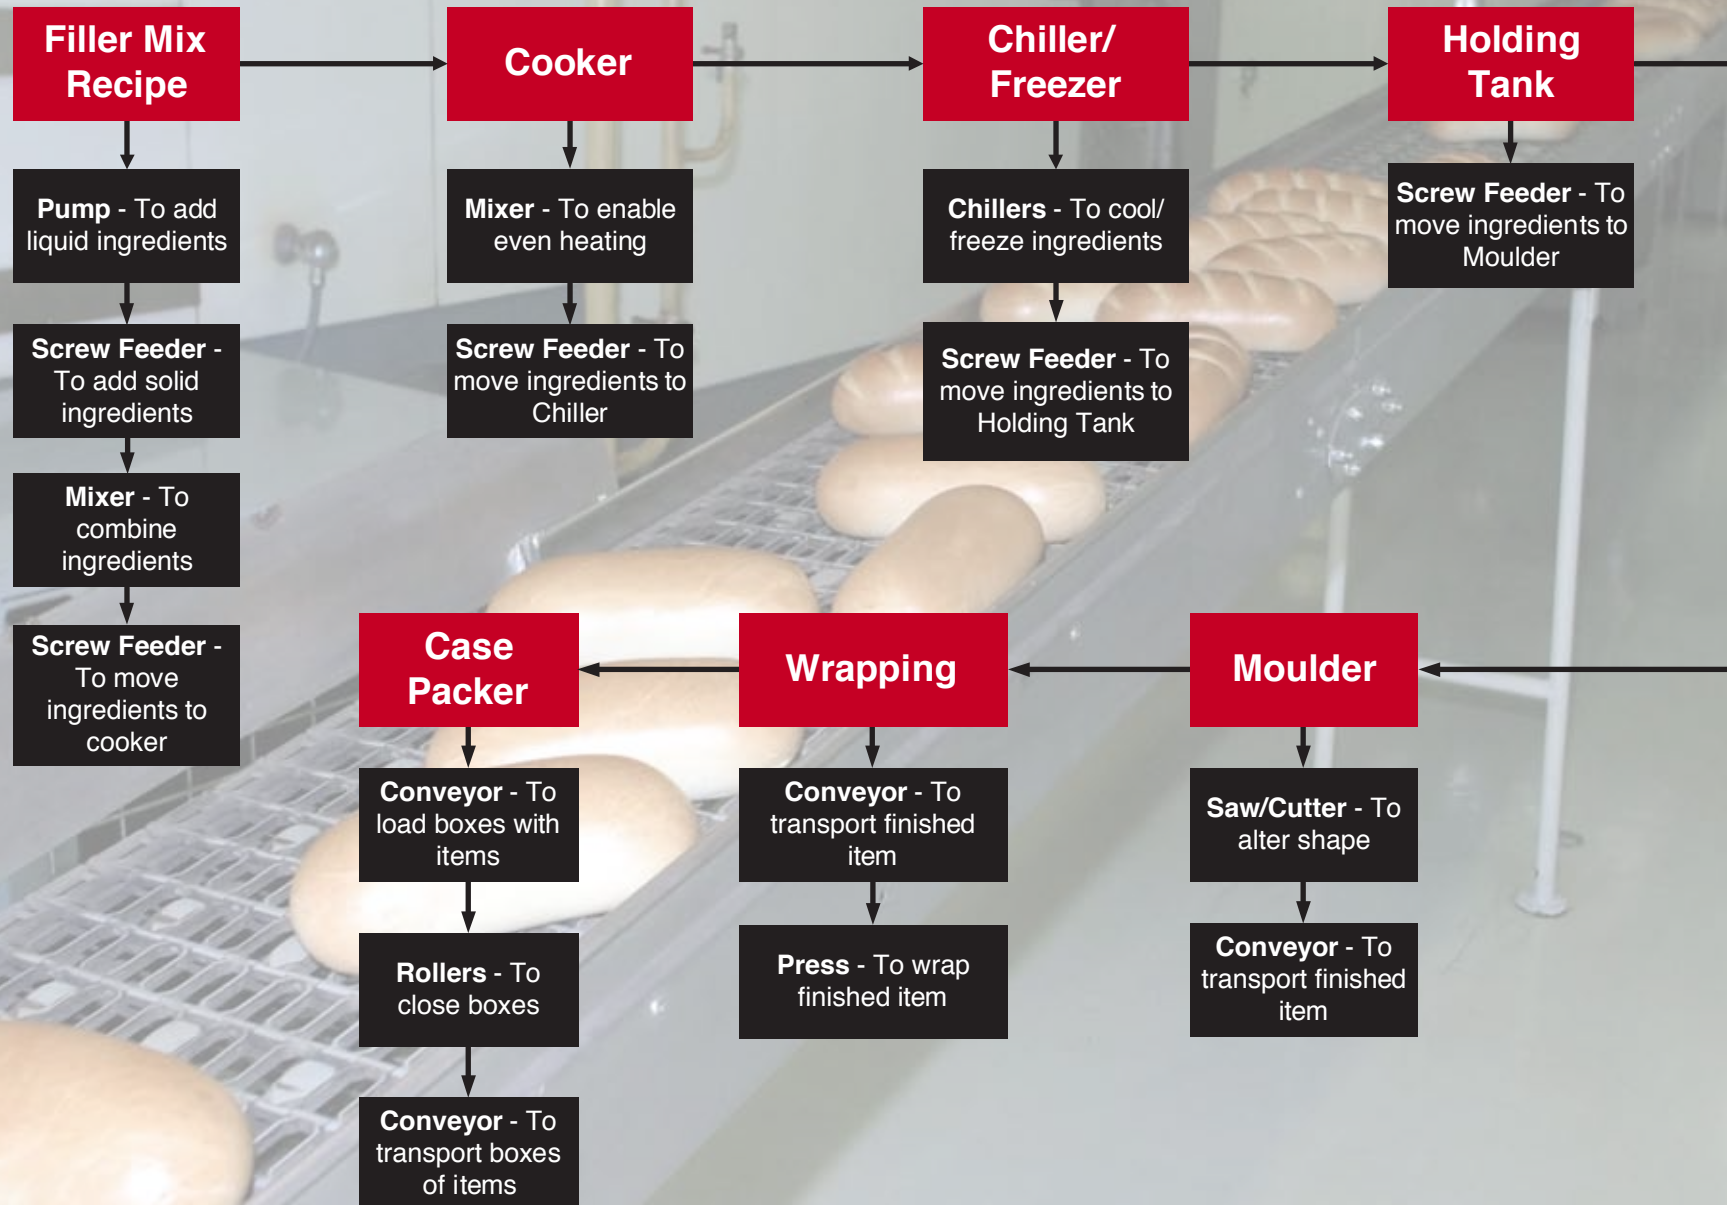 Filler Mix
Recipe
Cooker
Chiller/
Freezer
Holding
Tank
Pump - To add
liquid ingredients
Screw Feeder -
To add solid
ingredients
Mixer - To
combine
ingredients
Screw Feeder -
To move
ingredients to
cooker
Mixer - To enable
even heating
Screw Feeder - To
move ingredients to
Chiller
Chillers - To cool/
freeze ingredients
Screw Feeder - To
move ingredients to
Holding Tank
Screw Feeder - To
move ingredients to
Moulder
Moulder
Saw/Cutter - To
alter shape
Conveyor - To
transport finished
item
Wrapping
Conveyor - To
transport finished
item
Press - To wrap
finished item
Case
Packer
Conveyor - To
load boxes with
items
Rollers - To
close boxes
Conveyor - To
transport boxes
of items